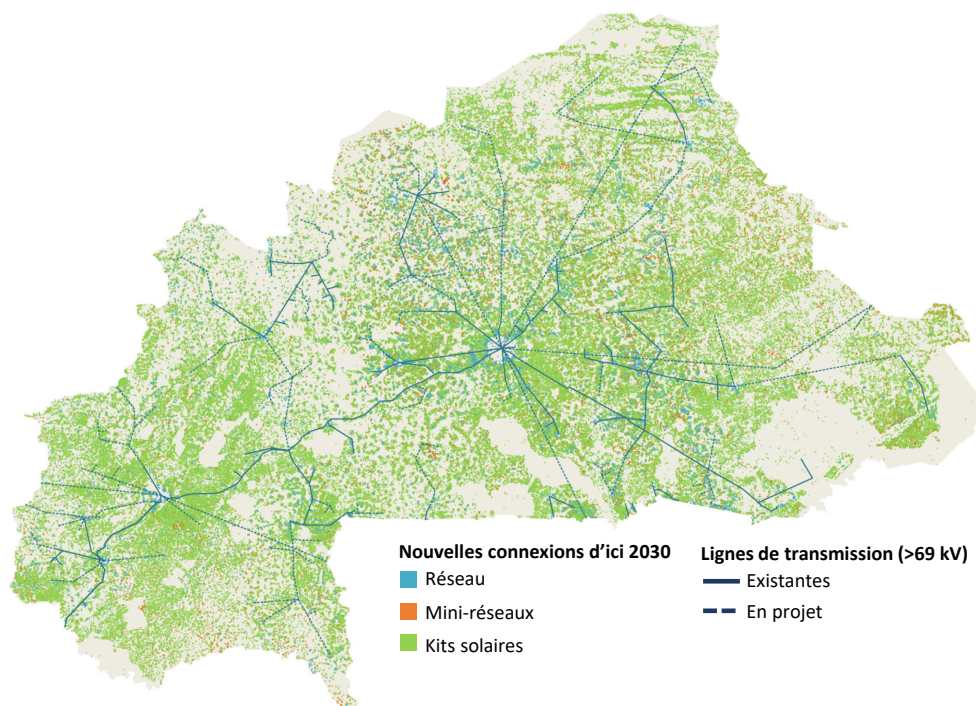 Nouvelles connexions d’ici 2030
Réseau
Mini-réseaux
Kits solaires
Lignes de transmission (>69 kV)
Existantes
En projet